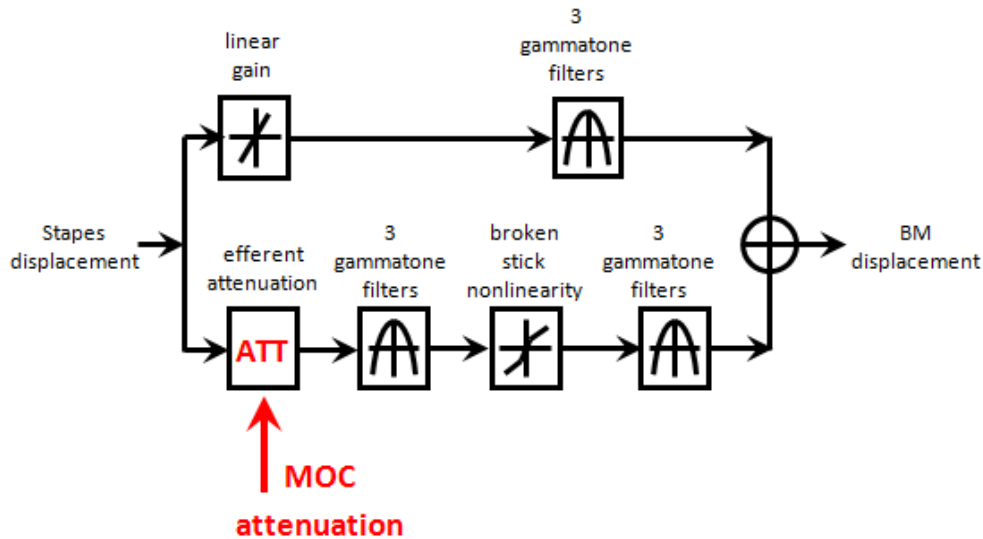 linear
gain
3
gammatone
filters
Stapes
displacement
efferent
attenuation
3
gammatone
filters
broken
stick
nonlinearity
3
gammatone
filters
BM
displacement
ATT
MOC
attenuation